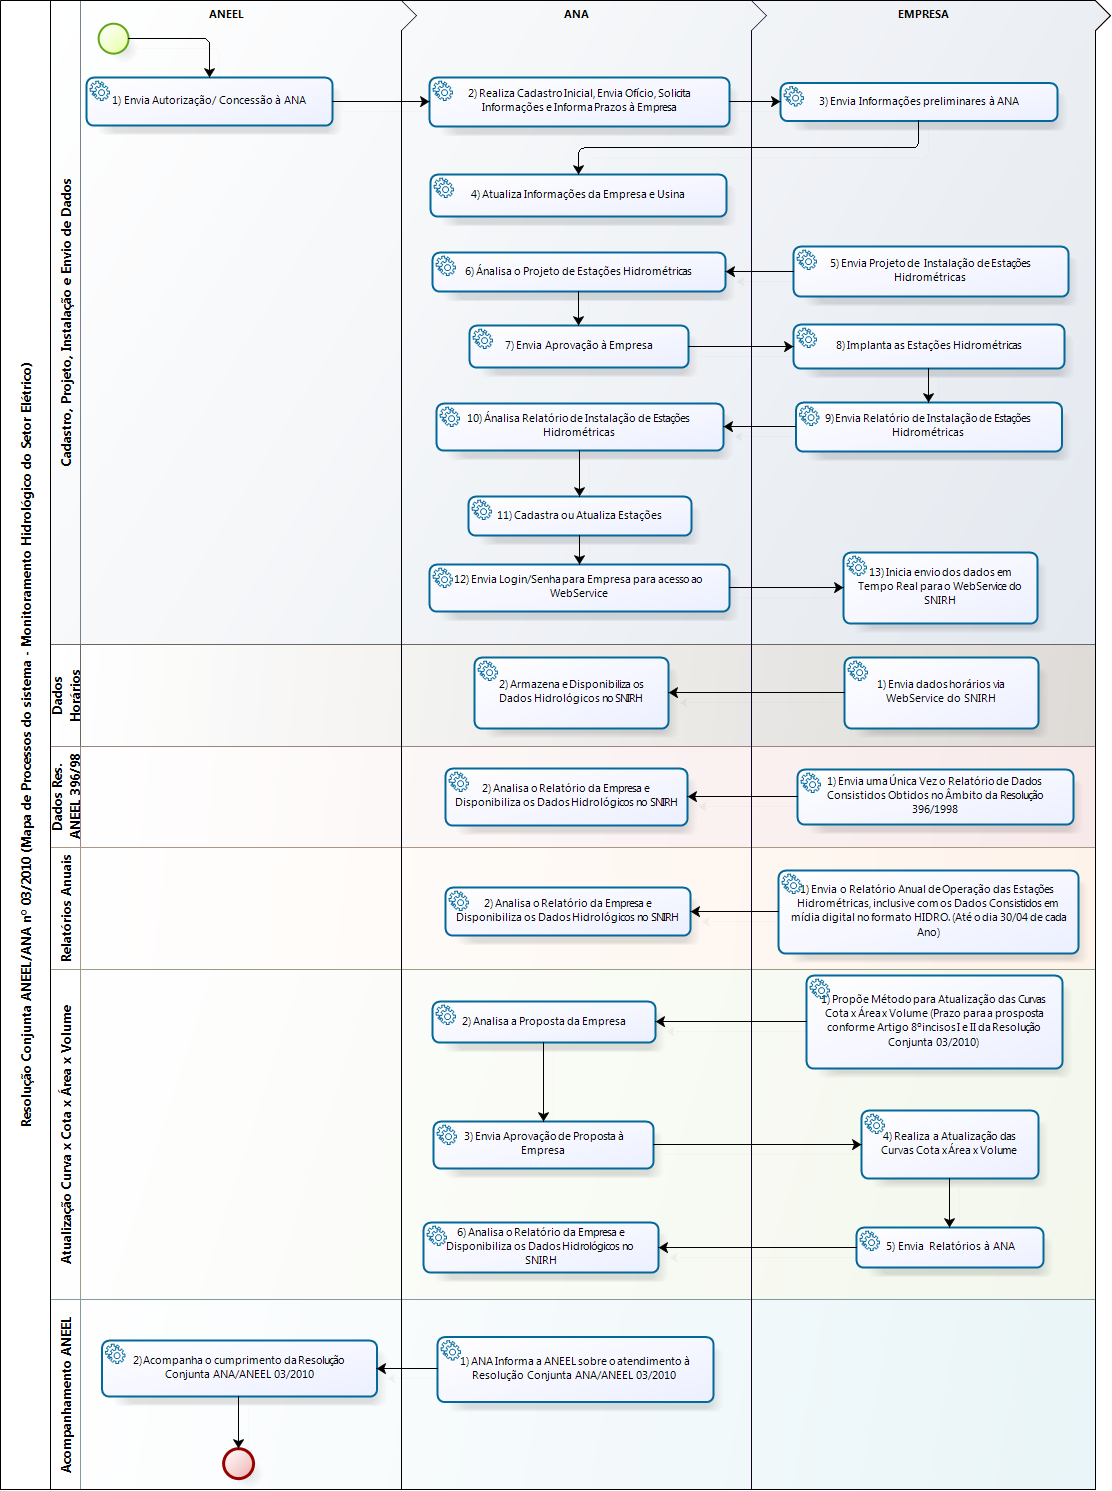 Resolução Conjunta ANEEL/ANA nº 03/2010 (Mapa de Processos do sistema - Monitoramento Hidrológico do Setor Elétrico)
ANEEL
ANA
EMPRESA
Cadastro, Projeto, Instalação e Envio de Dados
1) Envia Autorização/ Concessão à ANA
2) Realiza Cadastro Inicial, Envia Ofício, Solicita
Informações e Informa Prazos à Empresa
3) Envia Informações preliminares à ANA
4) Atualiza Informações da Empresa e Usina
5) Envia Projeto de Instalação de Estações
Hidrométricas
6) Ánalisa o Projeto de Estações Hidrométricas
7) Envia Aprovação à Empresa
8) Implanta as Estações Hidrométricas
9)Envia Relatório de Instalação de Estações
Hidrométricas
10) Ánalisa Relatório de Instalação de Estações
Hidrométricas
11) Cadastra ou Atualiza Estações
12) Envia Login/Senha para Empresa para acesso ao
WebService
13) Inicia envio dos dados em
Tempo Real para o WebService do
SNIRH
Dados
Horários
1) Envia dados horários via
WebService do SNIRH
2) Armazena e Disponibiliza os
Dados Hidrológicos no SNIRH
Dados Res.
ANEEL 396/98
1) Envia uma Única Vez o Relatório de Dados
Consistidos Obtidos no Âmbito da Resolução
396/1998
2) Analisa o Relatório da Empresa e
Disponibiliza os Dados Hidrológicos no SNIRH
Relatórios Anuais
1) Envia o Relatório Anual de Operação das Estações
Hidrométricas, inclusive com os Dados Consistidos em
mídia digital no formato HIDRO. (Até o dia 30/04 de cada
Ano)
2) Analisa o Relatório da Empresa e
Disponibiliza os Dados Hidrológicos no SNIRH
Atualização Curva x Cota x Área x Volume
1) Propõe Método para Atualização das Curvas
Cota x Área x Volume (Prazo para a prosposta
conforme Artigo 8º incisos I e II da Resolução
Conjunta 03/2010)
2) Analisa a Proposta da Empresa
3) Envia Aprovação de Proposta à
Empresa
4) Realiza a Atualização das
Curvas Cota x Área x Volume
5) Envia Relatórios à ANA
6) Analisa o Relatório da Empresa e
Disponibiliza os Dados Hidrológicos no
SNIRH
Acompanhamento ANEEL
1) ANA Informa a ANEEL sobre o atendimento à
Resolução Conjunta ANA/ANEEL 03/2010
2) Acompanha o cumprimento da Resolução
Conjunta ANA/ANEEL 03/2010